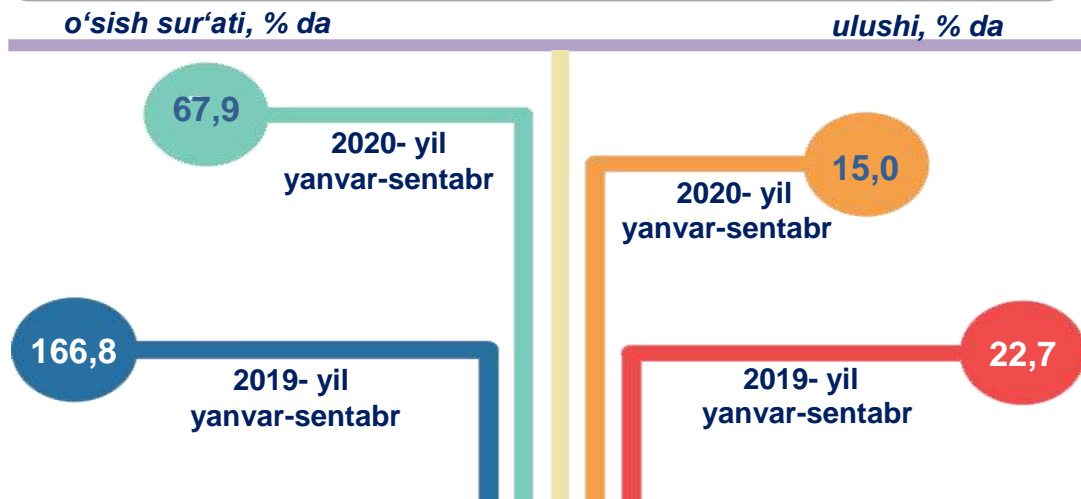 o‘sish sur‘ati, % da
ulushi, % da
67,9
2020- yil
yanvar-sentabr
15,0
2020- yil
yanvar-sentabr
166,8
2019- yil
yanvar-sentabr
22,7
2019- yil
yanvar-sentabr